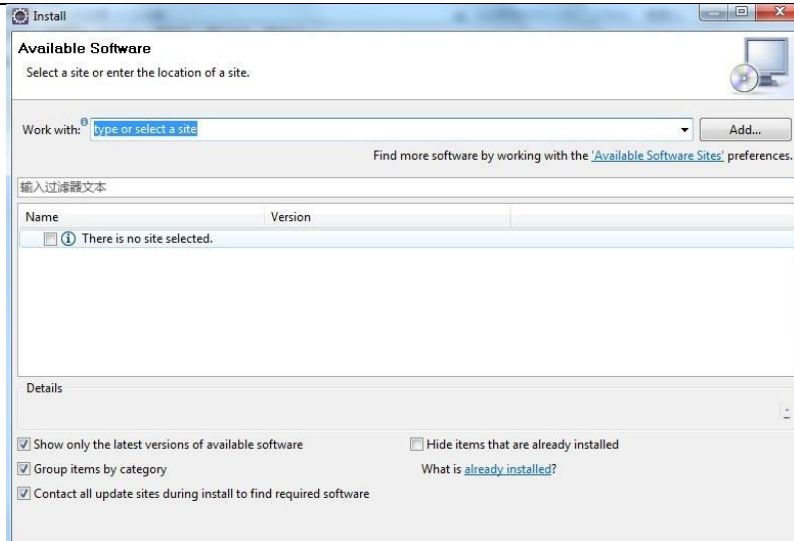 Install
Available Software
Select a site or enter the location of a site.
Work with: type or select a site Add...
Find more software by working with the 'Available Software Sites' preferences.
输入过滤器文本
Name Version
There is no site selected.
Details
Show only the latest versions of available software Hide items that are already installed
Group items by category What is already installed?
Contact all update sites during install to find required software